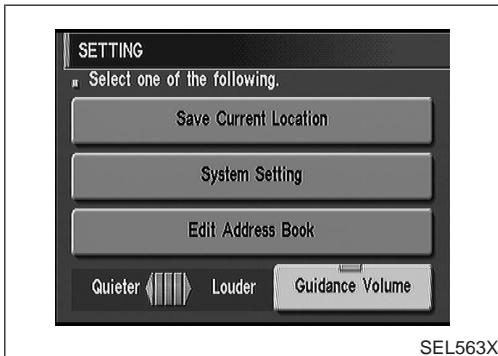 SETTING
Select one of the following.
Save Current Location
System Setting
Edit Address Book
Quieter Louder Guidance Volume
SEL563X